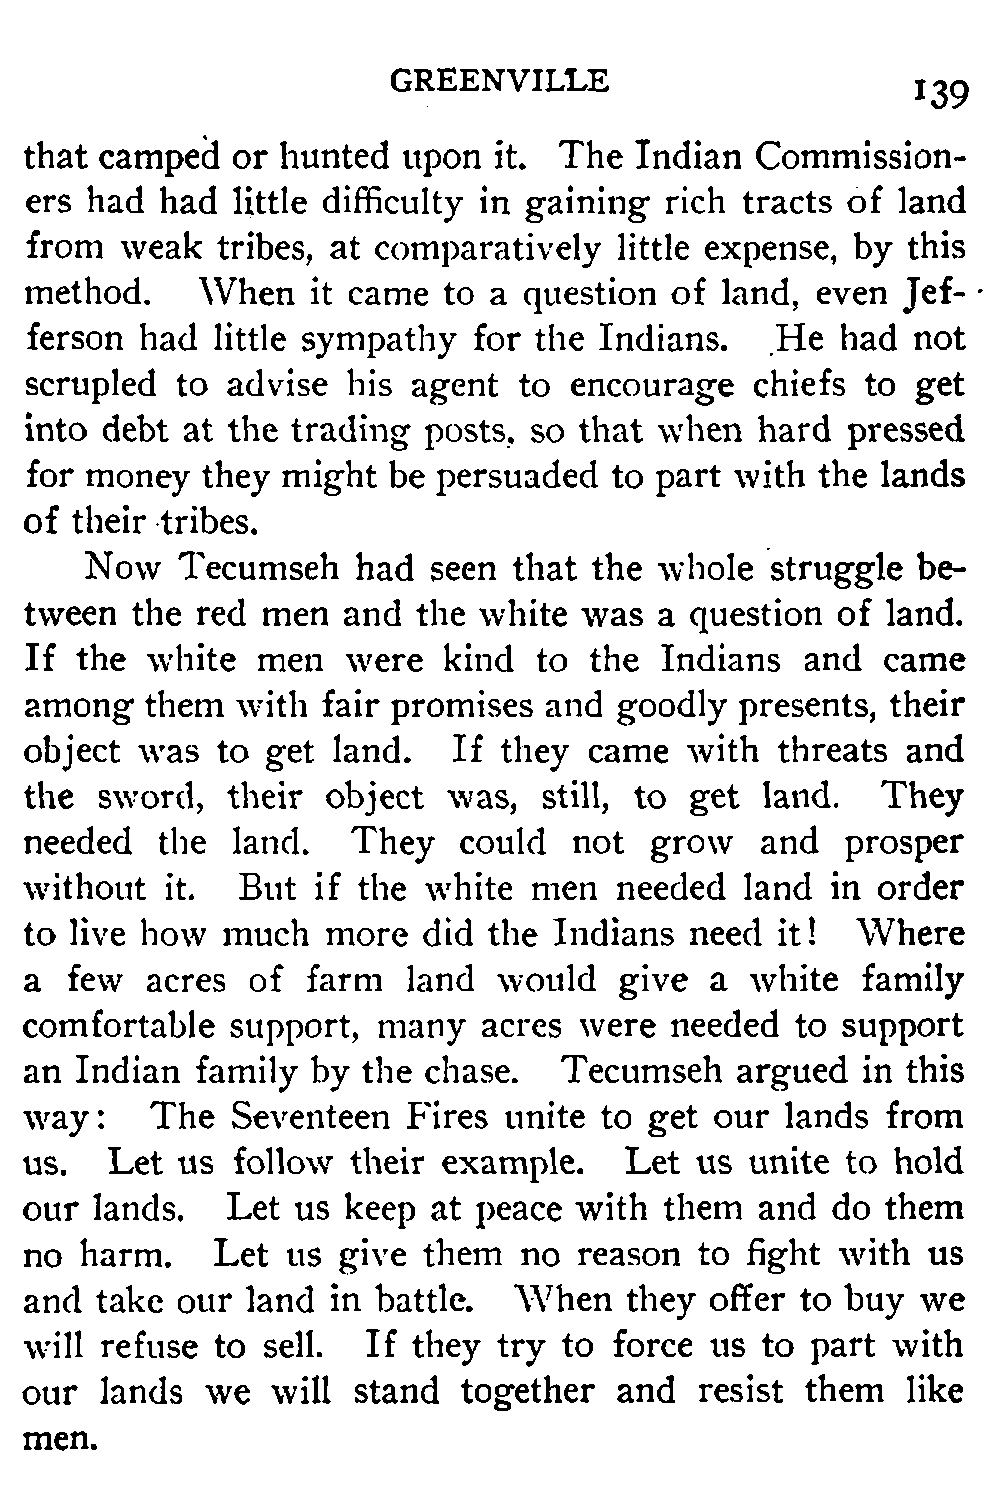 GREENVILLE 139
that camped or hunted upon it. The Indian Commission-
ers had had little difficulty in gaining rich tracts of land
from weak tribes, at comparatively little expense, by this
method. When it came to a question of land, even Jef-
ferson had little sympathy for the Indians. He had not
scrupled to advise his agent to encourage chiefs to get
into debt at the trading posts, so that when hard pressed
for money they might be persuaded to part with the lands
of their tribes.
Now Tecumseh had seen that the whole struggle be-
tween the red men and the white was a question of land.
If the white men were kind to the Indians and came
among them with fair promises and goodly presents, their
object was to get land. If they came with threats and
the sword, their object was, still, to get land. They
needed the land. They could not grow and prosper
without it. But if the white men needed land in order
to live how much more did the Indians need it! Where
a few acres of farm land would give a white family
comfortable support, many acres were needed to support
an Indian family by the chase. Tecumseh argued in this
way: The Seventeen Fires unite to get our lands from
us. Let us follow their example. Let us unite to hold
our lands. Let us keep at peace with them and do them
no harm. Let us give them no reason to fight with us
and take our land in battle. When they offer to buy we
will refuse to sell. If they try to force us to part with
our lands we will stand together and resist them like
men.